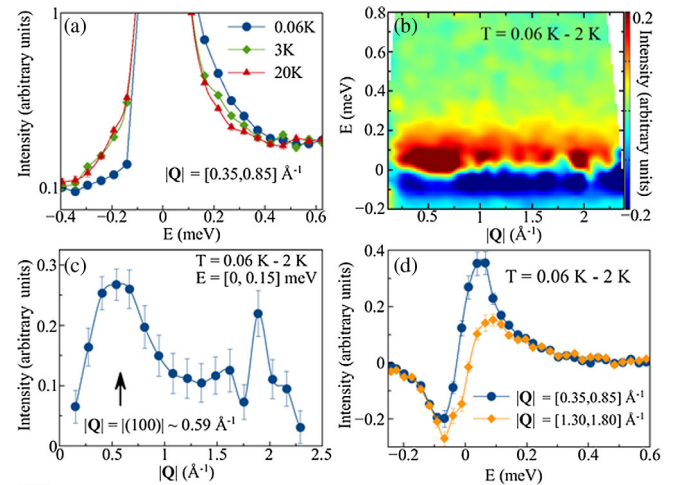 (a)
0.06K
3K
20K
|Q| = [0.35,0.85] Å⁻¹
Intensity (arbitrary units)
1
0.1
−0.4 −0.2 0 0.2 0.4 0.6
E (meV)
(b)
T = 0.06 K - 2 K
E (meV)
0.8
0.6
0.4
0.2
0
−0.2
0.5 1 1.5 2
|Q| (Å⁻¹)
0.2
−0.2
Intensity (arbitrary units)
(c)
T = 0.06 K - 2 K
E = [0, 0.15] meV
|Q| = |(100)| ~ 0.59 Å⁻¹
Intensity (arbitrary units)
0.3
0.2
0.1
0
0 0.5 1 1.5 2 2.5
|Q| (Å⁻¹)
(d)
T = 0.06 K - 2 K
|Q| = [0.35,0.85] Å⁻¹
|Q| = [1.30,1.80] Å⁻¹
Intensity (arbitrary units)
0.4
0.2
0
−0.2
−0.2 0 0.2 0.4 0.6
E (meV)